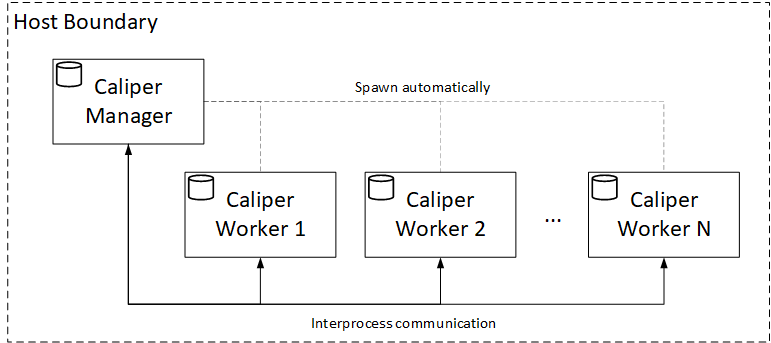 Host Boundary
Caliper
Manager
Spawn automatically
Caliper
Worker 1
Caliper
Worker 2
...
Caliper
Worker N
Interprocess communication